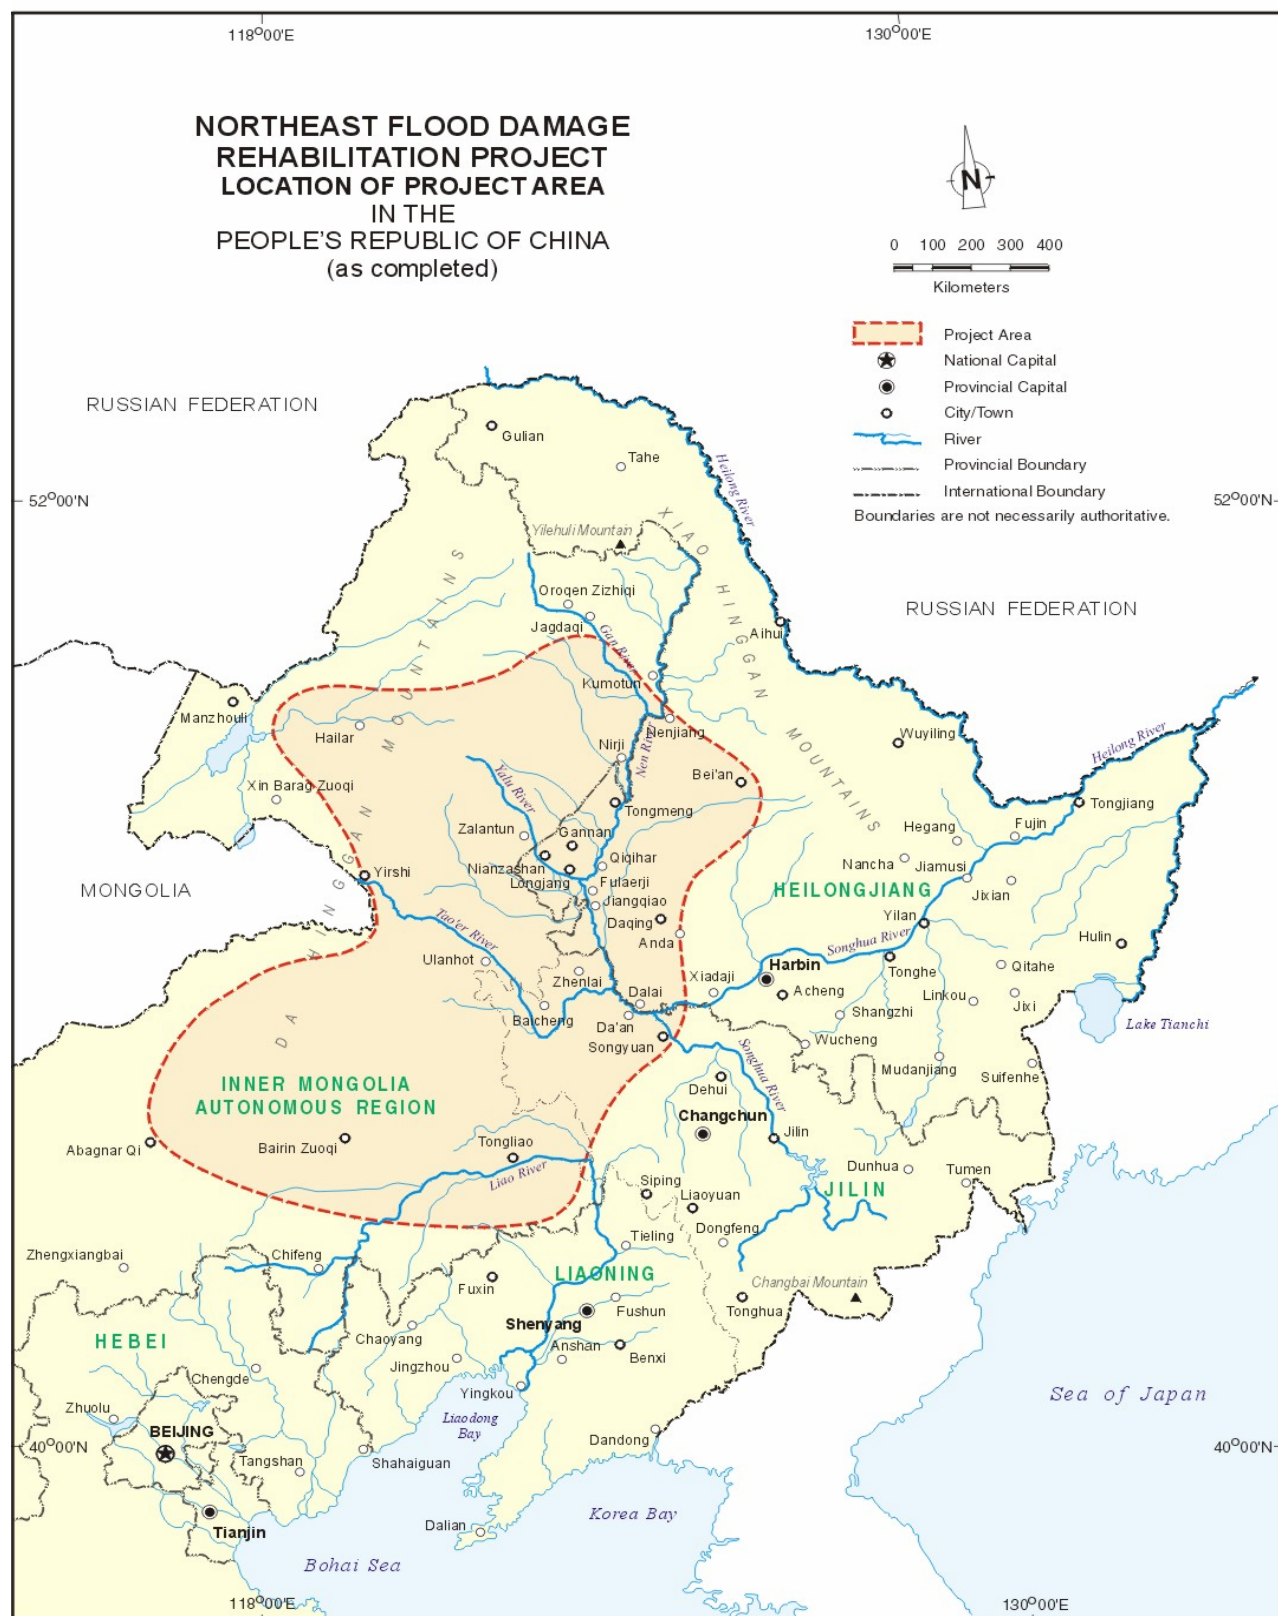 118°00'E
130°00'E
NORTHEAST FLOOD DAMAGE
REHABILITATION PROJECT
LOCATION OF PROJECT AREA
IN THE
PEOPLE'S REPUBLIC OF CHINA
(as completed)
N
0 100 200 300 400
Kilometers
Project Area
National Capital
Provincial Capital
City/Town
River
Provincial Boundary
International Boundary
Boundaries are not necessarily authoritative.
RUSSIAN FEDERATION
Gulian
Tahe
Heilong River
52°00'N
52°00'N
XIAO HINGGAN MOUNTAINS
Yilehuli Mountain
DA HINGGAN MOUNTAINS
Oroqen Zizhiqi
RUSSIAN FEDERATION
Jagdaqi
Gan River
Aihui
Kumotun
Manzhouli
Hailar
Nenjiang
Wuyiling
Heilong River
Nirji
Nen River
Bei'an
Yalu River
Xin Barag Zuoqi
Tongmeng
Tongjiang
Zalantun
Gannan
Hegang
Fujin
Qiqihar
Nancha
Jiamusi
Nianzashan
Yirshi
MONGOLIA
Longjang
Fulaerji
HEILONGJIANG
Jixian
Jiangqiao
Tao'er River
Daqing
Yilan
Anda
Songhua River
Hulin
Ulanhot
Harbin
Tonghe
Qitahe
Zhenlai
Xiadaji
Dalai
Acheng
Linkou
Jixi
Baicheng
Da'an
Shangzhi
Lake Tianchi
Songyuan
Wucheng
Songhua River
Mudanjiang
Suifenhe
INNER MONGOLIA
AUTONOMOUS REGION
Dehui
Changchun
Abagnar Qi
Bairin Zuoqi
Tongliao
Jilin
Liao River
Dunhua
Tumen
Siping
JILIN
Liaoyuan
Dongfeng
Tieling
Zhengxiangbai
Chifeng
LIAONING
Changbai Mountain
Fuxin
Fushun
Tonghua
Shenyang
HEBEI
Chaoyang
Anshan
Benxi
Jingzhou
Chengde
Yingkou
Sea of Japan
Zhuolu
Liaodong
Bay
BEIJING
Dandong
40°00'N
40°00'N
Tangshan
Shahaiguan
Korea Bay
Dalian
Tianjin
Bohai Sea
118°00'E
130°00'E